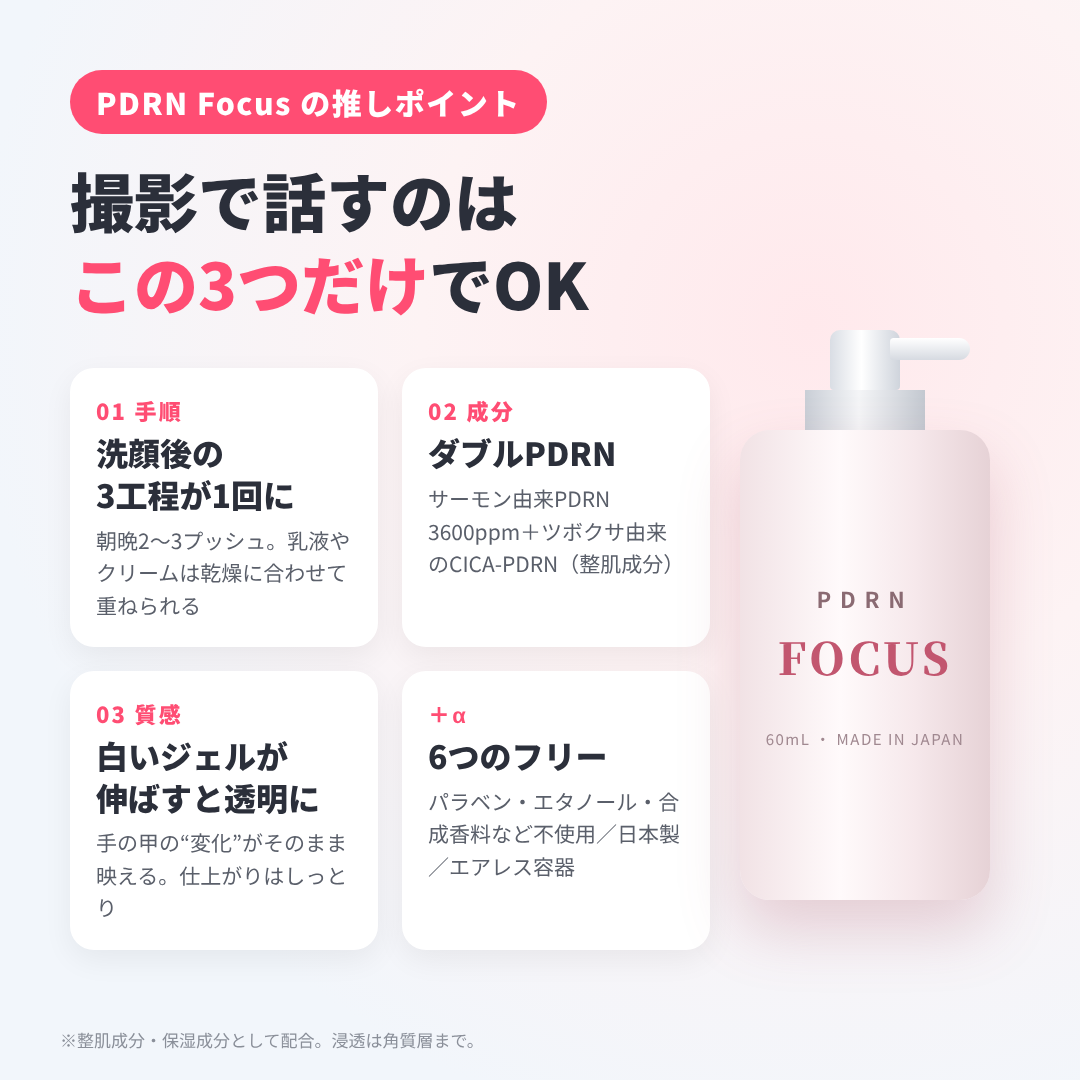 PDRN Focus の推しポイント
撮影で話すのは
この3つだけでOK
01 手順
洗顔後の
3工程が1回に
朝晩2〜3プッシュ。乳液や
クリームは乾燥に合わせて
重ねられる
02 成分
ダブルPDRN
サーモン由来PDRN
3600ppm＋ツボクサ由来
のCICA-PDRN（整肌成分）
03 質感
白いジェルが
伸ばすと透明に
手の甲の“変化”がそのまま
映える。仕上がりはしっと
り
＋α
6つのフリー
パラベン・エタノール・合
成香料など不使用／日本製
／エアレス容器
PDRN
FOCUS
60mL ・ MADE IN JAPAN
※整肌成分・保湿成分として配合。浸透は角質層まで。